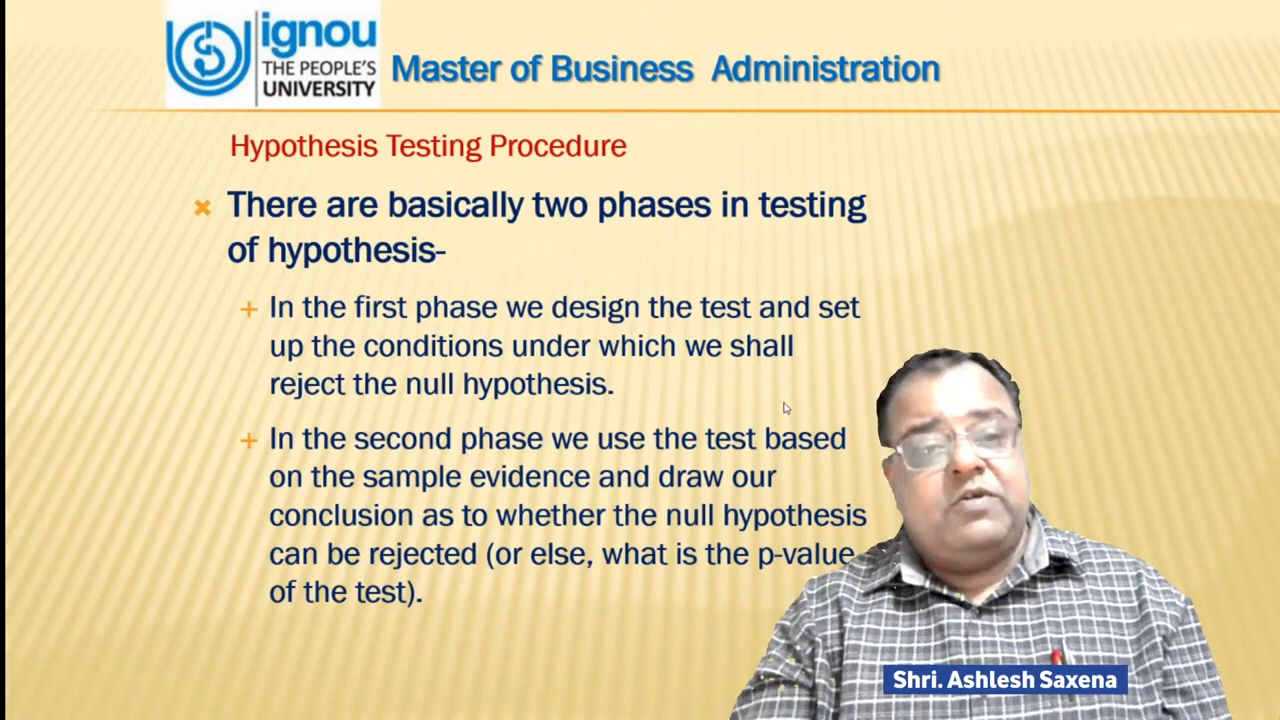 ignou
THE PEOPLE'S
UNIVERSITY
Master of Business Administration
Hypothesis Testing Procedure
There are basically two phases in testing
of hypothesis-
In the first phase we design the test and set
up the conditions under which we shall
reject the null hypothesis.
In the second phase we use the test based
on the sample evidence and draw our
conclusion as to whether the null hypothesis
can be rejected (or else, what is the p-value
of the test).
Shri. Ashlesh Saxena